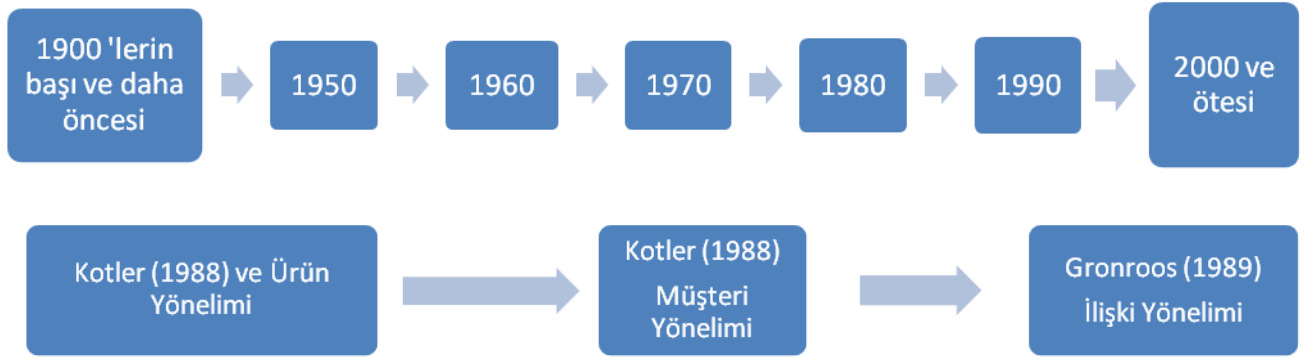 1900 'lerin
başı ve daha
öncesi
1950
1960
1970
1980
1990
2000 ve
ötesi
Kotler (1988) ve Ürün
Yönelimi
Kotler (1988)
Müşteri
Yönelimi
Gronroos (1989)
İlişki Yönelimi